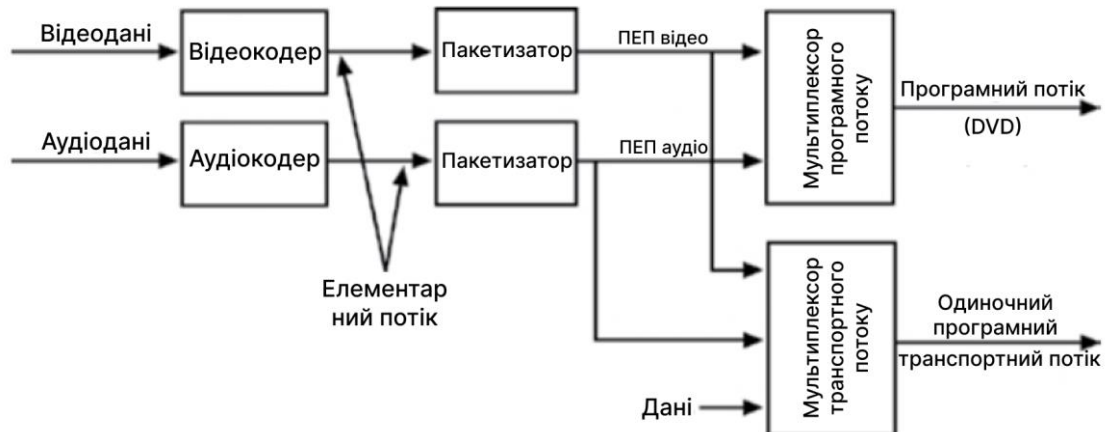 Відеодані
Відеокодер
Пакетизатор
ПЕП відео
Мультиплексор
програмного
потоку
Програмний потік
(DVD)
Аудіодані
Аудіокодер
Пакетизатор
ПЕП аудіо
Елементар
ний потік
Мультиплексор
транспортного
потоку
Одиночний
програмний
транспортний потік
Дані